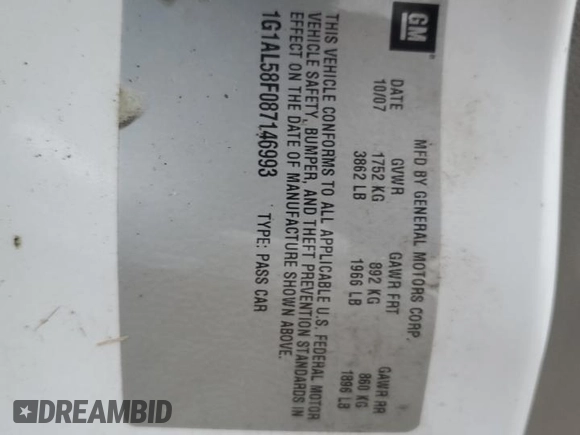 GM
MFD BY GENERAL MOTORS CORP.
DATE GVWR GAWR FRT GAWR RR
10/07 1752 KG 892 KG 860 KG
3862 LB 1966 LB 1896 LB
THIS VEHICLE CONFORMS TO ALL APPLICABLE U.S. FEDERAL MOTOR
VEHICLE SAFETY, BUMPER, AND THEFT PREVENTION STANDARDS IN
EFFECT ON THE DATE OF MANUFACTURE SHOWN ABOVE.
1G1AL58F087146993 TYPE: PASS CAR
DREAMBID